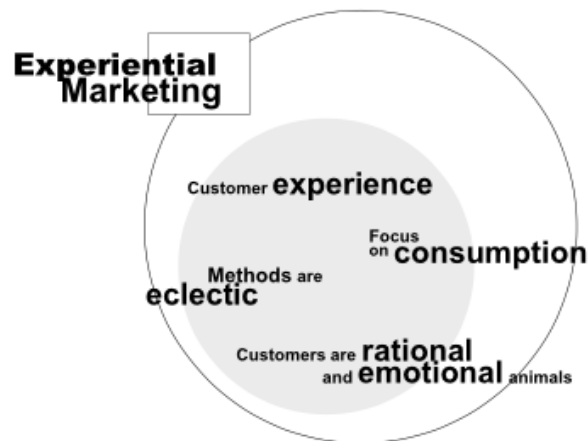 Experiential
Marketing
Customer experience
Focus
on consumption
Methods are
eclectic
Customers are rational
and emotional animals